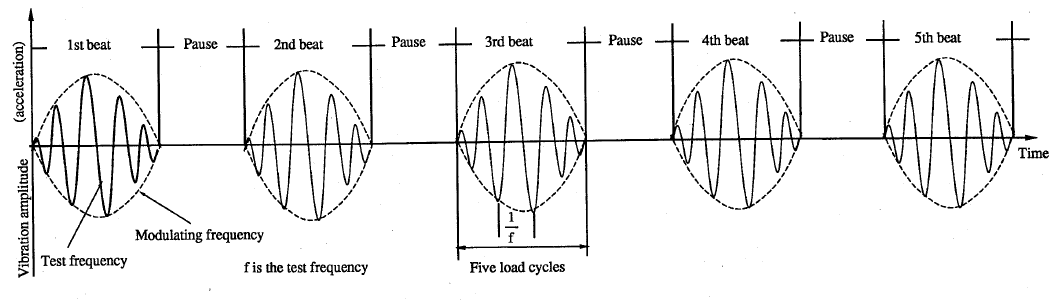 (acceleration)
Vibration amplitude
1st beat
Pause
2nd beat
Pause
3rd beat
Pause
4th beat
Pause
5th beat
Time
Modulating frequency
Test frequency
f is the test frequency
1
f
Five load cycles